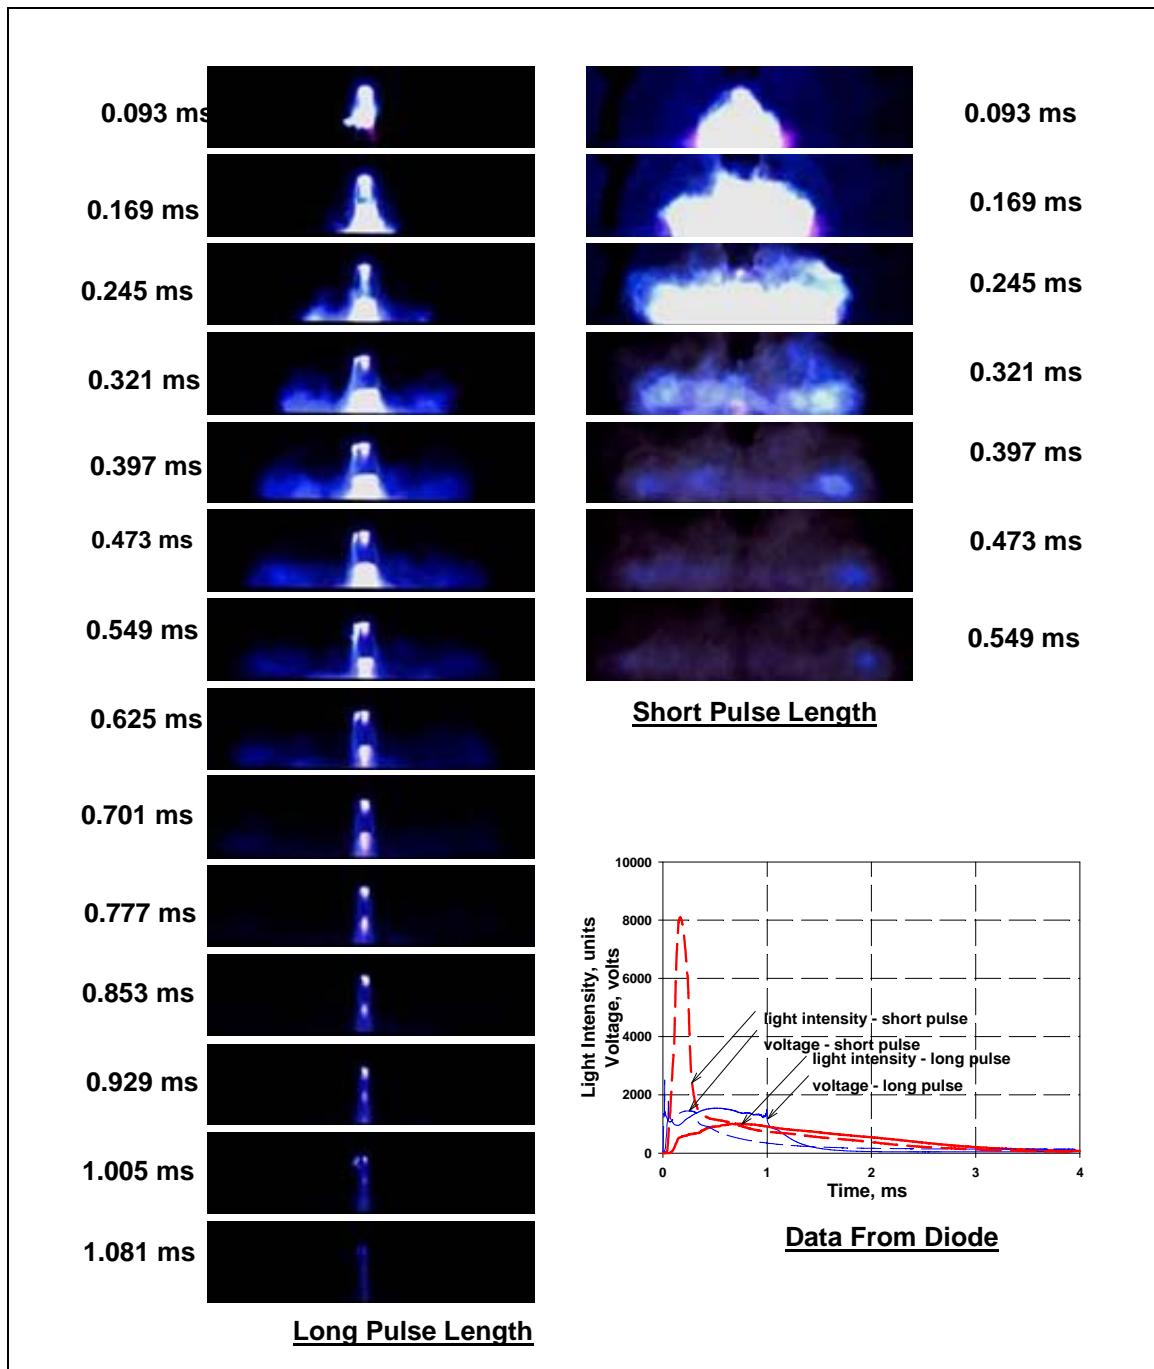 0.093 ms
0.169 ms
0.245 ms
0.321 ms
0.397 ms
0.473 ms
0.549 ms
0.625 ms
0.701 ms
0.777 ms
0.853 ms
0.929 ms
1.005 ms
1.081 ms
Long Pulse Length
0.093 ms
0.169 ms
0.245 ms
0.321 ms
0.397 ms
0.473 ms
0.549 ms
Short Pulse Length
Light Intensity, units
Voltage, volts
10000
8000
6000
4000
2000
0
light intensity - short pulse
voltage - short pulse
light intensity - long pulse
voltage - long pulse
0
1
2
3
4
Time, ms
Data From Diode